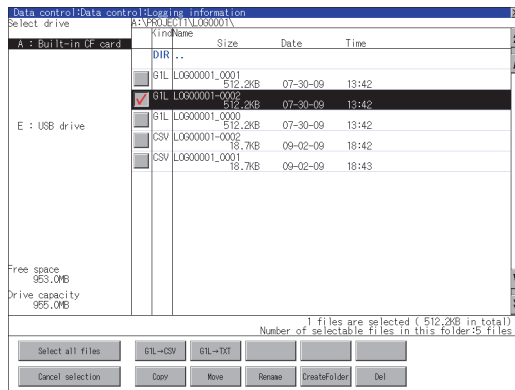 Data control:Data control:Logging information
Select drive
A:\PROJECT1\LOG0001\
A : Built-in CF card
E : USB drive
Kind Name
Size Date Time
DIR ..
G1L LOG00001_0001
512.2KB 07-30-09 13:42
G1L LOG00001-0002
512.2KB 07-30-09 13:42
G1L LOG00001_0000
512.2KB 07-30-09 13:42
CSV LOG00001-0002
18.7KB 09-02-09 18:42
CSV LOG00001_0001
18.7KB 09-02-09 18:43
Free space
953.0MB
Drive capacity
955.0MB
1 files are selected ( 512.2KB in total)
Number of selectable files in this folder:5 files
Select all files
G1L→CSV
G1L→TXT
Cancel selection
Copy
Move
Rename
CreateFolder
Del